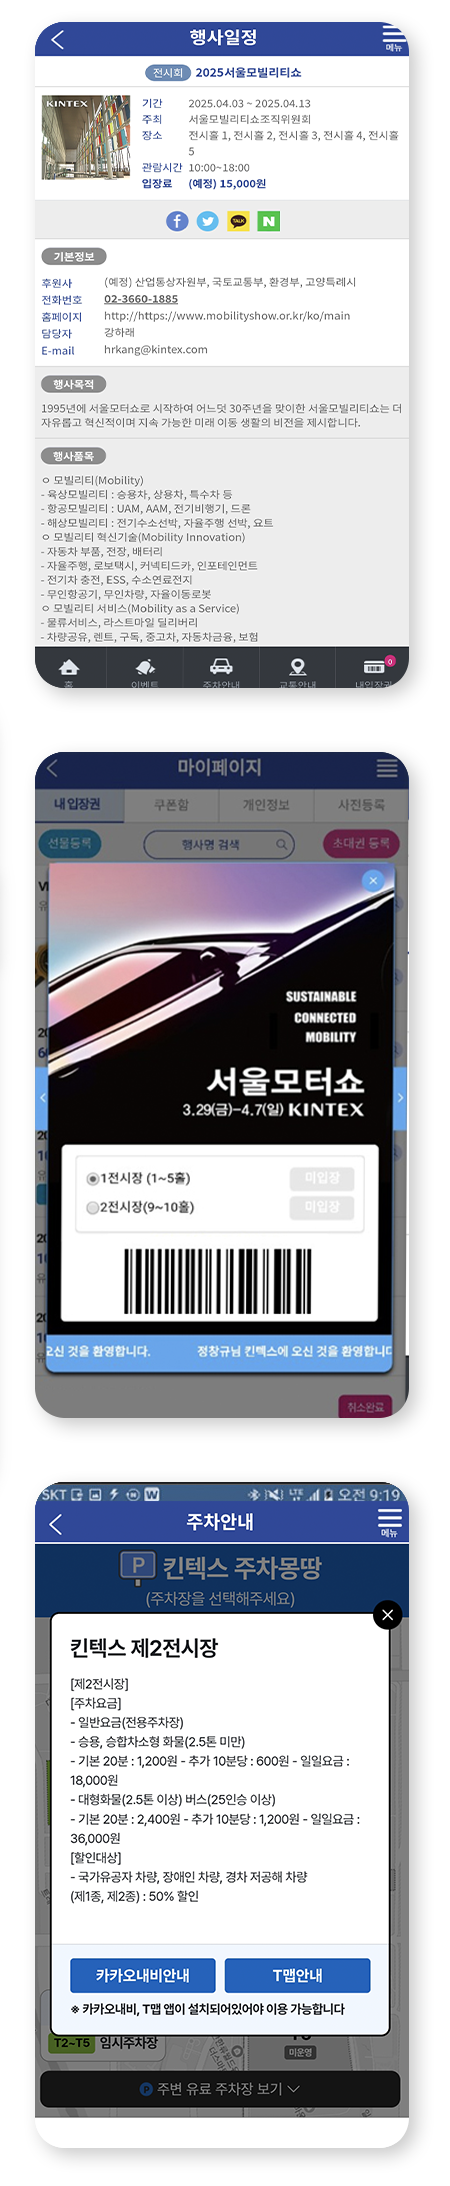 행사일정
메뉴
전시회 2025서울모빌리티쇼
KINTEX
기간 2025.04.03 ~ 2025.04.13
주최 서울모빌리티쇼조직위원회
장소 전시홀 1, 전시홀 2, 전시홀 3, 전시홀 4, 전시홀
5
관람시간 10:00~18:00
입장료 (예정) 15,000원
f TALK N
기본정보
후원사 (예정) 산업통상자원부, 국토교통부, 환경부, 고양특례시
전화번호 02-3660-1885
홈페이지 http://https://www.mobilityshow.or.kr/ko/main
담당자 강하래
E-mail hrkang@kintex.com
행사목적
1995년에 서울모터쇼로 시작하여 어느덧 30주년을 맞이한 서울모빌리티쇼는 더
자유롭고 혁신적이며 지속 가능한 미래 이동 생활의 비전을 제시합니다.
행사품목
ㅇ 모빌리티(Mobility)
- 육상모빌리티 : 승용차, 상용차, 특수차 등
- 항공모빌리티 : UAM, AAM, 전기비행기, 드론
- 해상모빌리티 : 전기수소선박, 자율주행 선박, 요트
ㅇ 모빌리티 혁신기술(Mobility Innovation)
- 자동차 부품, 전장, 배터리
- 자율주행, 로보택시, 커넥티드카, 인포테인먼트
- 전기차 충전, ESS, 수소연료전지
- 무인항공기, 무인차량, 자율이동로봇
ㅇ 모빌리티 서비스(Mobility as a Service)
- 물류서비스, 라스트마일 딜리버리
- 차량공유, 렌트, 구독, 중고차, 자동차금융, 보험
0
홈 이벤트 주차안내 교통안내 내입장권
마이페이지
내입장권 쿠폰함 개인정보 사전등록
선물등록 행사명 검색 초대권 등록
SUSTAINABLE
CONNECTED
MOBILITY
서울모터쇼
3.29(금)–4.7(일) KINTEX
1전시장 (1~5홀) 미입장
2전시장(9~10홀) 미입장
오신 것을 환영합니다. 정창규님 킨텍스에 오신 것을 환영합니다
취소완료
SKT W LTE 오전 9:19
주차안내
메뉴
P 킨텍스 주차몽땅
(주차장을 선택해주세요)
킨텍스 제2전시장
[제2전시장]
[주차요금]
- 일반요금(전용주차장)
- 승용, 승합차소형 화물(2.5톤 미만)
- 기본 20분 : 1,200원 - 추가 10분당 : 600원 - 일일요금 :
18,000원
- 대형화물(2.5톤 이상) 버스(25인승 이상)
- 기본 20분 : 2,400원 - 추가 10분당 : 1,200원 - 일일요금 :
36,000원
[할인대상]
- 국가유공자 차량, 장애인 차량, 경차 저공해 차량
(제1종, 제2종) : 50% 할인
카카오내비안내 T맵안내
※ 카카오내비, T맵 앱이 설치되어있어야 이용 가능합니다
T2~T5 임시주차장
미운영
P 주변 유료 주차장 보기